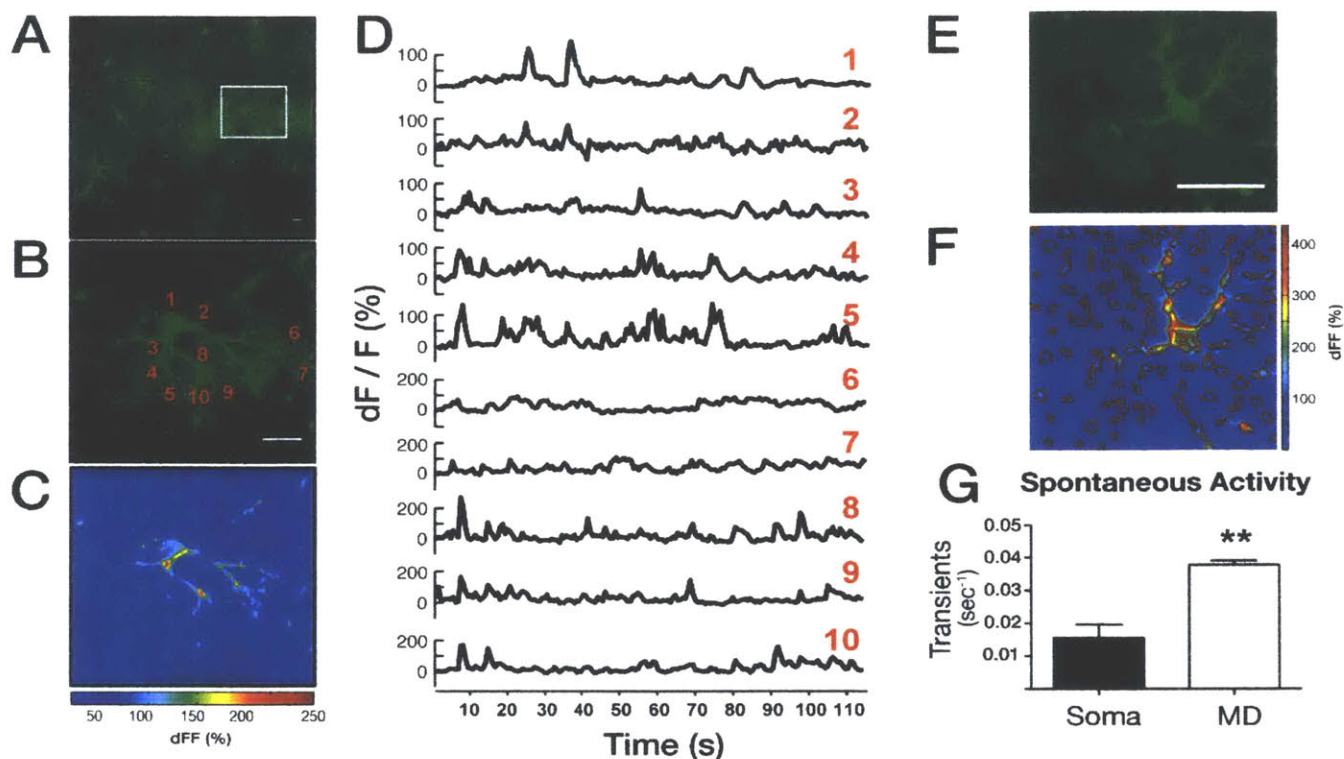 A
B
1
2
3
6
8
4
7
5
10
9
C
50 100 150 200 250
dFF (%)
D
dF / F (%)
100
0
1
100
0
2
100
0
3
100
0
4
100
0
5
200
0
6
200
0
7
200
0
8
200
0
9
200
0
10
10 20 30 40 50 60 70 80 90 100 110
Time (s)
E
F
400
300
200
100
dFF (%)
G
Spontaneous Activity
Transients
(sec⁻¹)
0.05
0.04
0.03
0.02
0.01
**
Soma MD